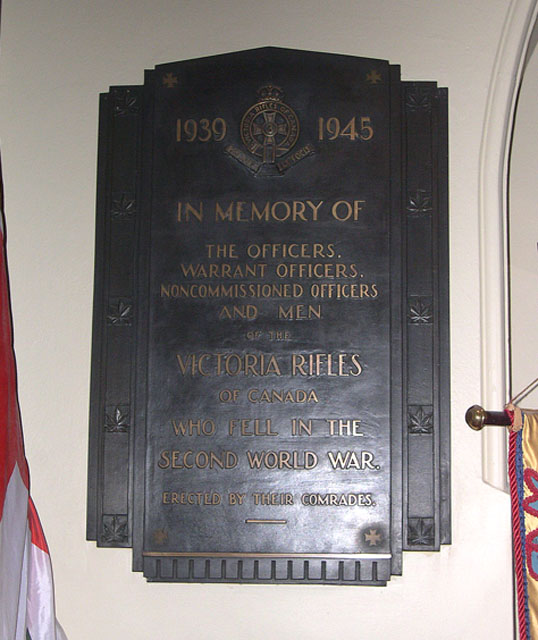 1939 1945
IN MEMORY OF
THE OFFICERS,
WARRANT OFFICERS,
NONCOMMISSIONED OFFICERS
AND MEN
OF THE
VICTORIA RIFLES
OF CANADA
WHO FELL IN THE
SECOND WORLD WAR.
ERECTED BY THEIR COMRADES.